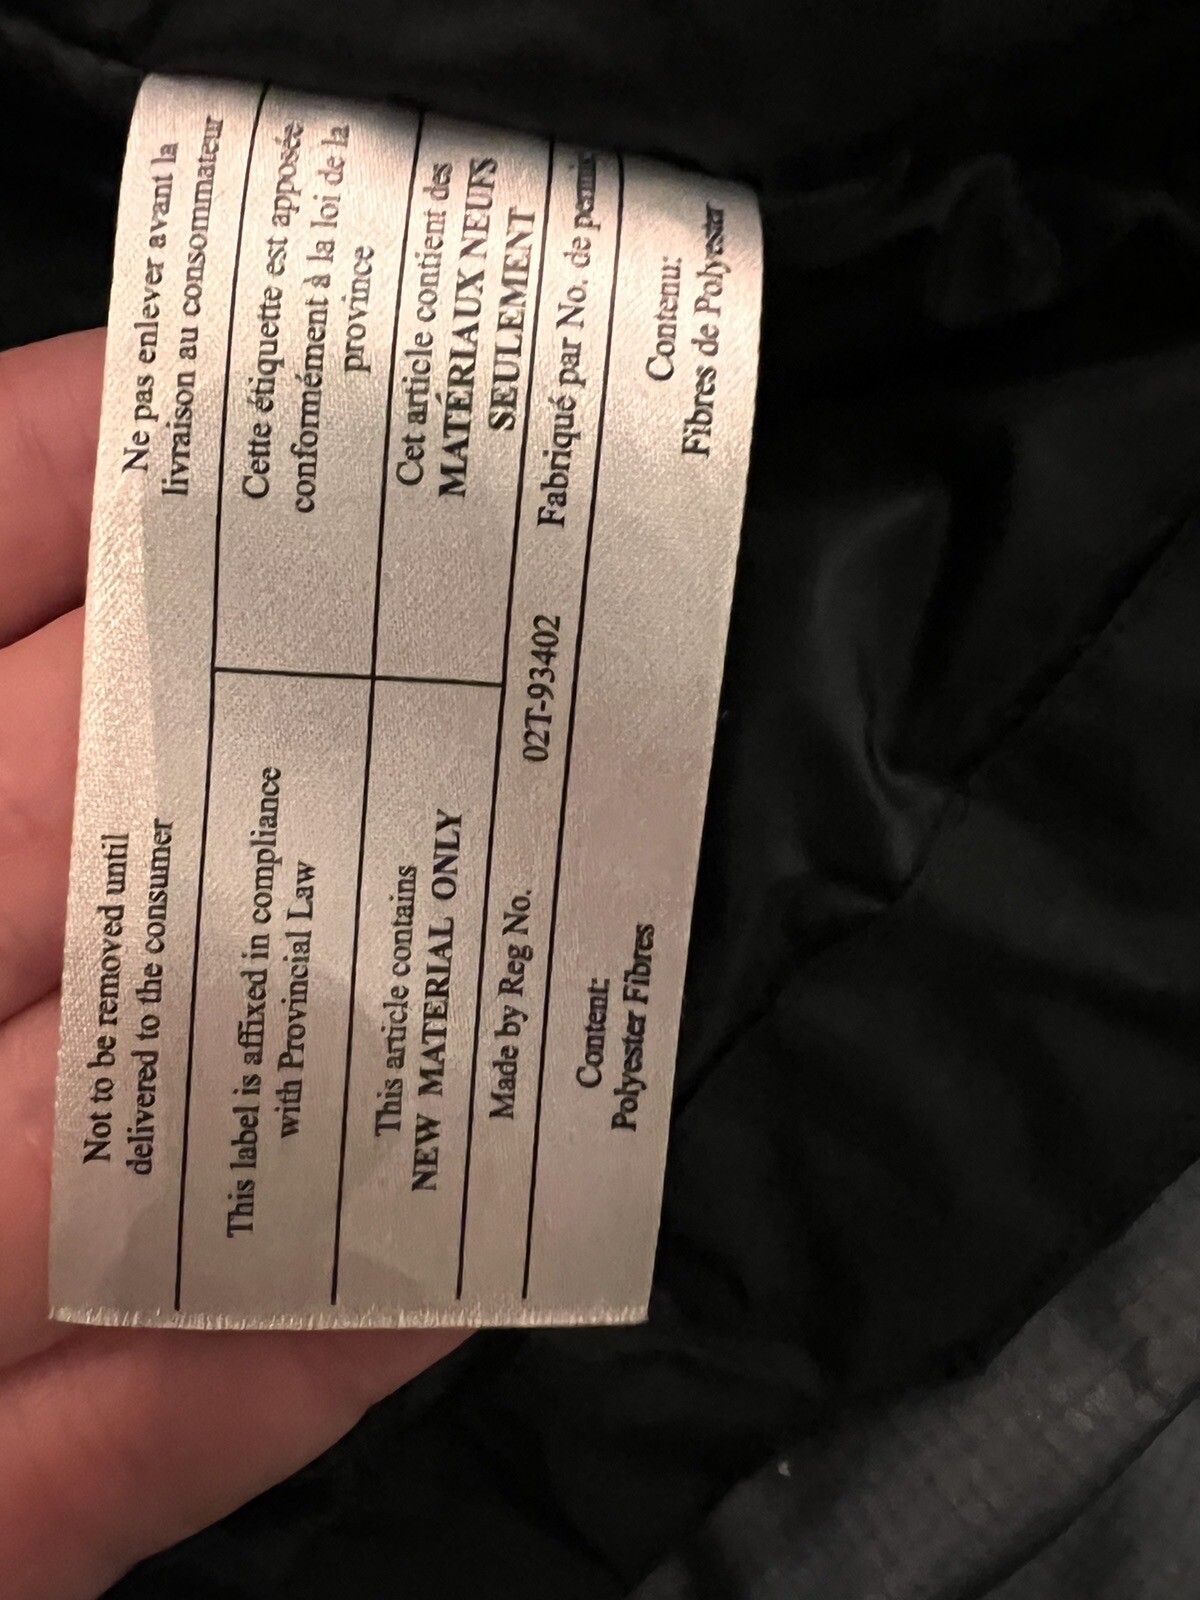 Not to be removed until
delivered to the consumer
Ne pas enlever avant la
livraison au consommateur
This label is affixed in compliance
with Provincial Law
Cette étiquette est apposée
conformément à la loi de la
province
This article contains
NEW MATERIAL ONLY
Cet article contient des
MATÉRIAUX NEUFS
SEULEMENT
Made by Reg No. 02T-93402 Fabriqué par No. de permis
Content:
Polyester Fibres
Contenu:
Fibres de Polyester